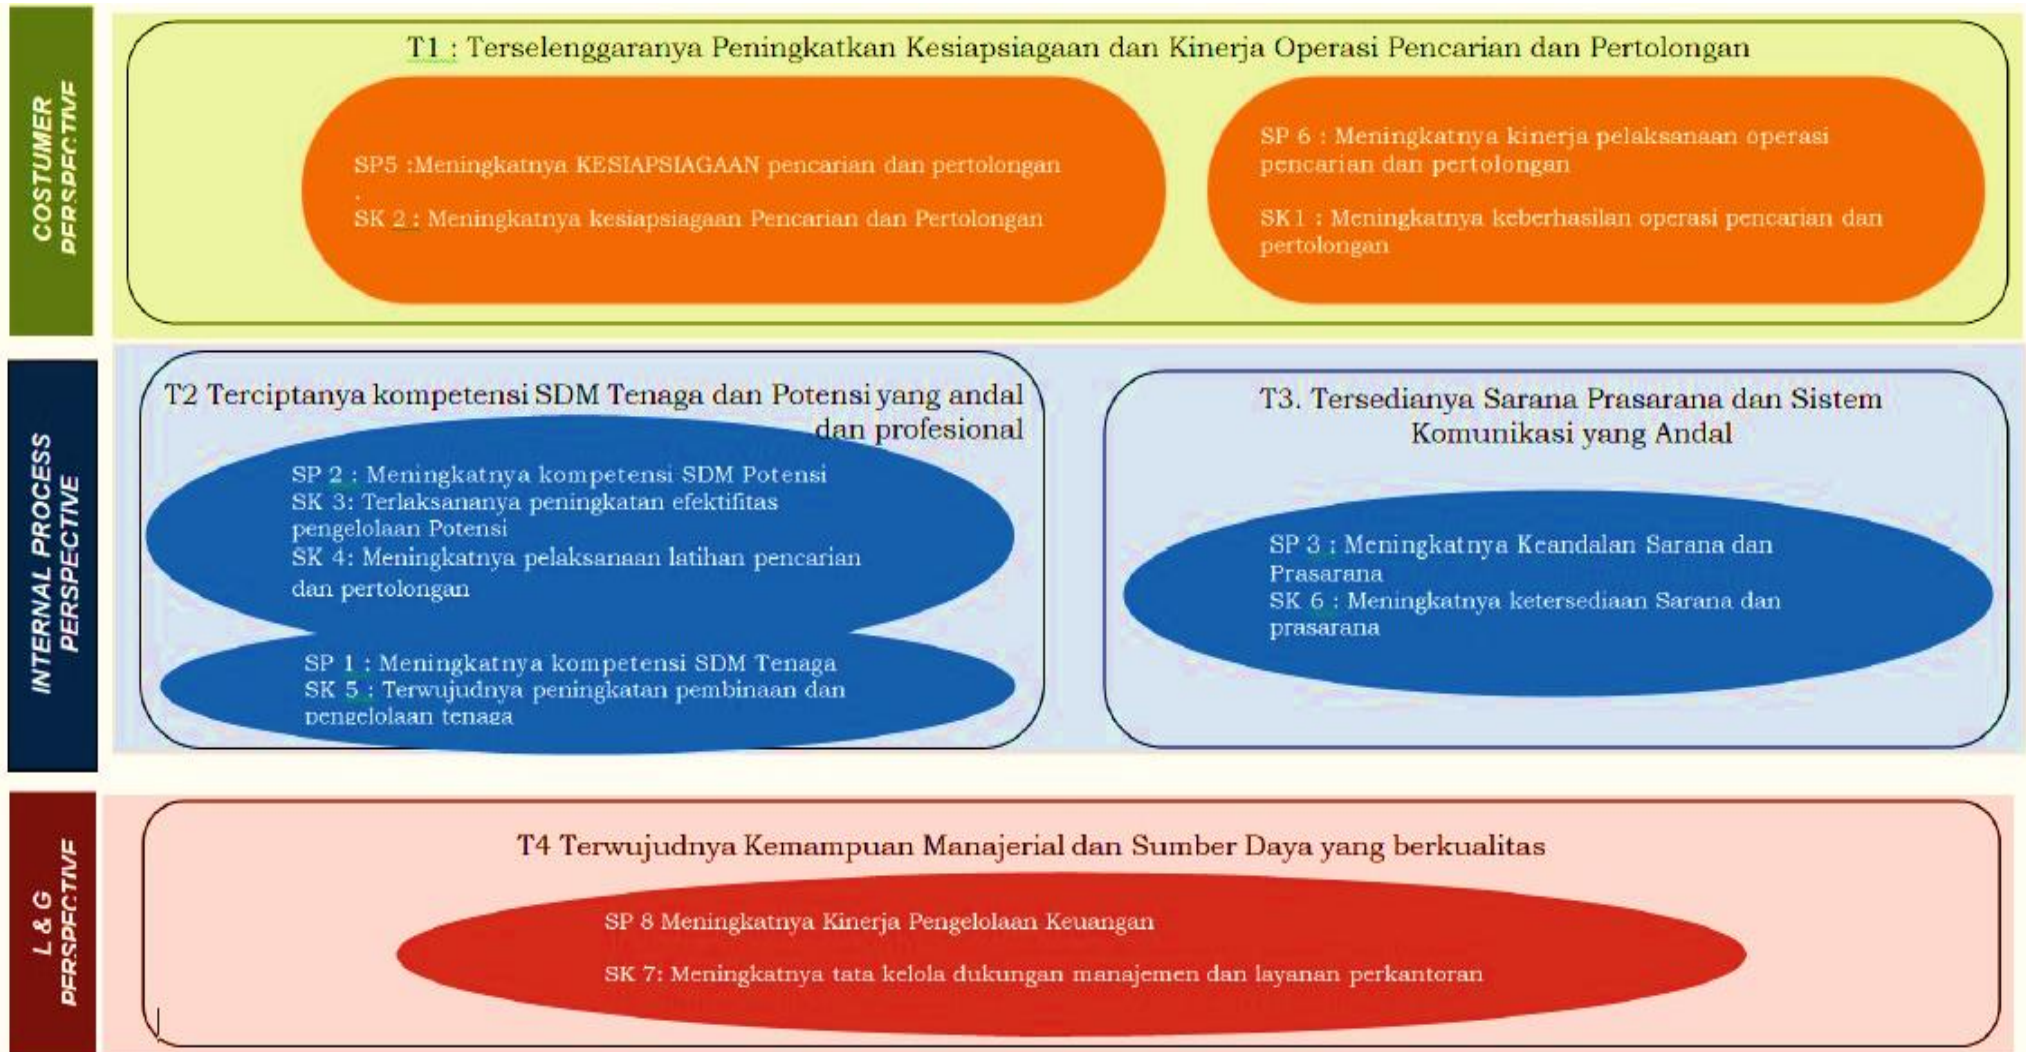 COSTUMER
PERSPECTIVE
T1 : Terselenggaranya Peningkatkan Kesiapsiagaan dan Kinerja Operasi Pencarian dan Pertolongan
SP5 :Meningkatnya KESIAPSIAGAAN pencarian dan pertolongan
.
SK 2 : Meningkatnya kesiapsiagaan Pencarian dan Pertolongan
SP 6 : Meningkatnya kinerja pelaksanaan operasi
pencarian dan pertolongan
SK1 : Meningkatnya keberhasilan operasi pencarian dan
pertolongan
INTERNAL PROCESS
PERSPECTIVE
T2 Terciptanya kompetensi SDM Tenaga dan Potensi yang andal
dan profesional
SP 2 : Meningkatnya kompetensi SDM Potensi
SK 3: Terlaksananya peningkatan efektifitas
pengelolaan Potensi
SK 4: Meningkatnya pelaksanaan latihan pencarian
dan pertolongan
SP 1 : Meningkatnya kompetensi SDM Tenaga
SK 5 : Terwujudnya peningkatan pembinaan dan
pengelolaan tenaga
T3. Tersedianya Sarana Prasarana dan Sistem
Komunikasi yang Andal
SP 3 : Meningkatnya Keandalan Sarana dan
Prasarana
SK 6 : Meningkatnya ketersediaan Sarana dan
prasarana
L & G
PERSPECTIVE
T4 Terwujudnya Kemampuan Manajerial dan Sumber Daya yang berkualitas
SP 8 Meningkatnya Kinerja Pengelolaan Keuangan
SK 7: Meningkatnya tata kelola dukungan manajemen dan layanan perkantoran